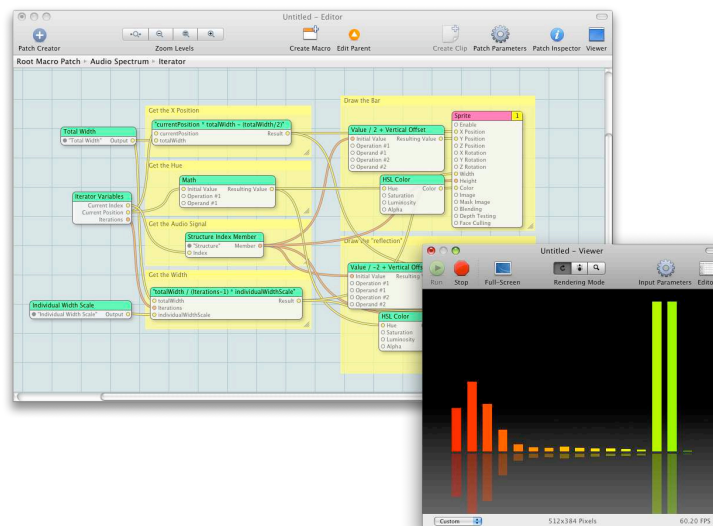 Untitled – Editor
Patch Creator
Zoom Levels
Create Macro Edit Parent
Create Clip Patch Parameters Patch Inspector Viewer
Root Macro Patch Audio Spectrum Iterator
Get the X Position
"currentPosition * totalWidth - (totalWidth/2)"
currentPosition Result
totalWidth
Total Width
"Total Width" Output
Get the Hue
Math
Initial Value Resulting Value
Operation #1
Operand #1
Iterator Variables
Current Index
Current Position
Iterations
Get the Audio Signal
Structure Index Member
"Structure" Member
Index
Get the Width
"totalWidth / (Iterations-1) * individualWidthScale"
totalWidth Result
Iterations
individualWidthScale
Individual Width Scale
"Individual Width Scale" Output
Draw the Bar
Value / 2 + Vertical Offset
Initial Value Resulting Value
Operation #1
Operand #1
Operation #2
Operand #2
HSL Color
Hue Color
Saturation
Luminosity
Alpha
Sprite 1
Enable
X Position
Y Position
Z Position
X Rotation
Y Rotation
Z Rotation
Width
Height
Color
Image
Mask Image
Blending
Depth Testing
Face Culling
Draw the "reflection"
Value / -2 + Vertical Offs
Initial Value Resulting
Operation #1
Operand #1
Operation #2
Operand #2
HSL Color
Hue
Saturation
Luminosity
Alpha
Untitled – Viewer
Run Stop Full-Screen Rendering Mode Input Parameters Editor
Custom 512x384 Pixels 60.20 FPS